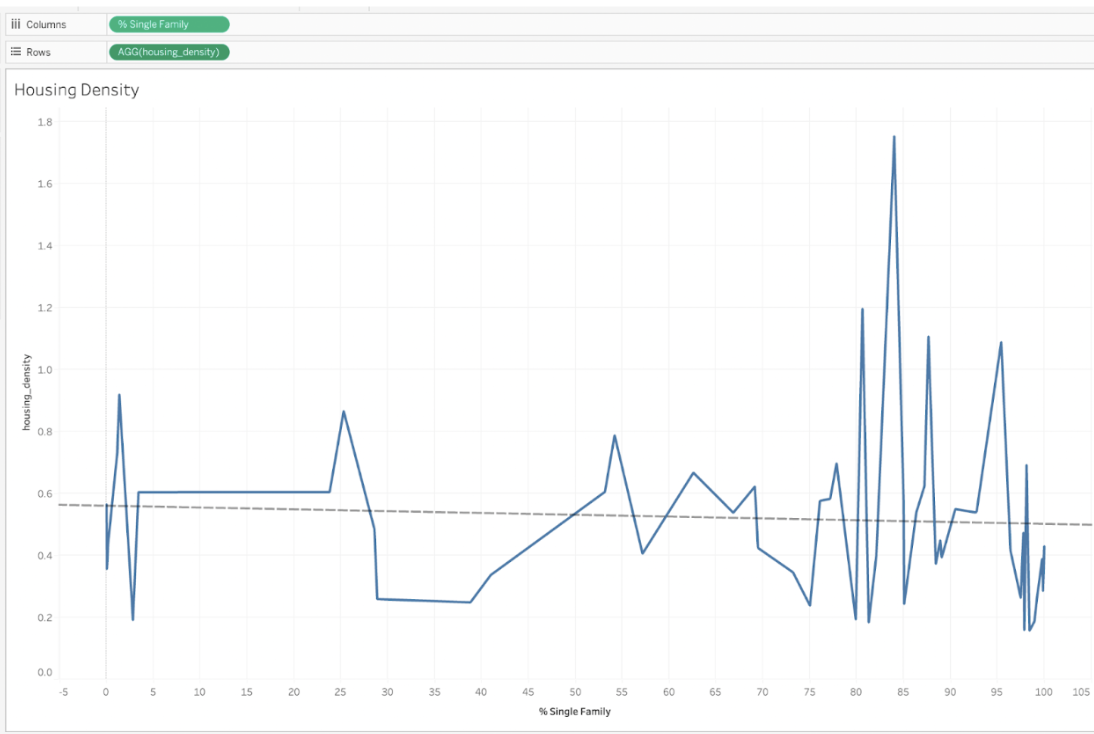 Columns % Single Family
Rows AGG(housing_density)
Housing Density
1.8
1.6
1.4
1.2
1.0
0.8
0.6
0.4
0.2
0.0
housing_density
-5 0 5 10 15 20 25 30 35 40 45 50 55 60 65 70 75 80 85 90 95 100 105
% Single Family